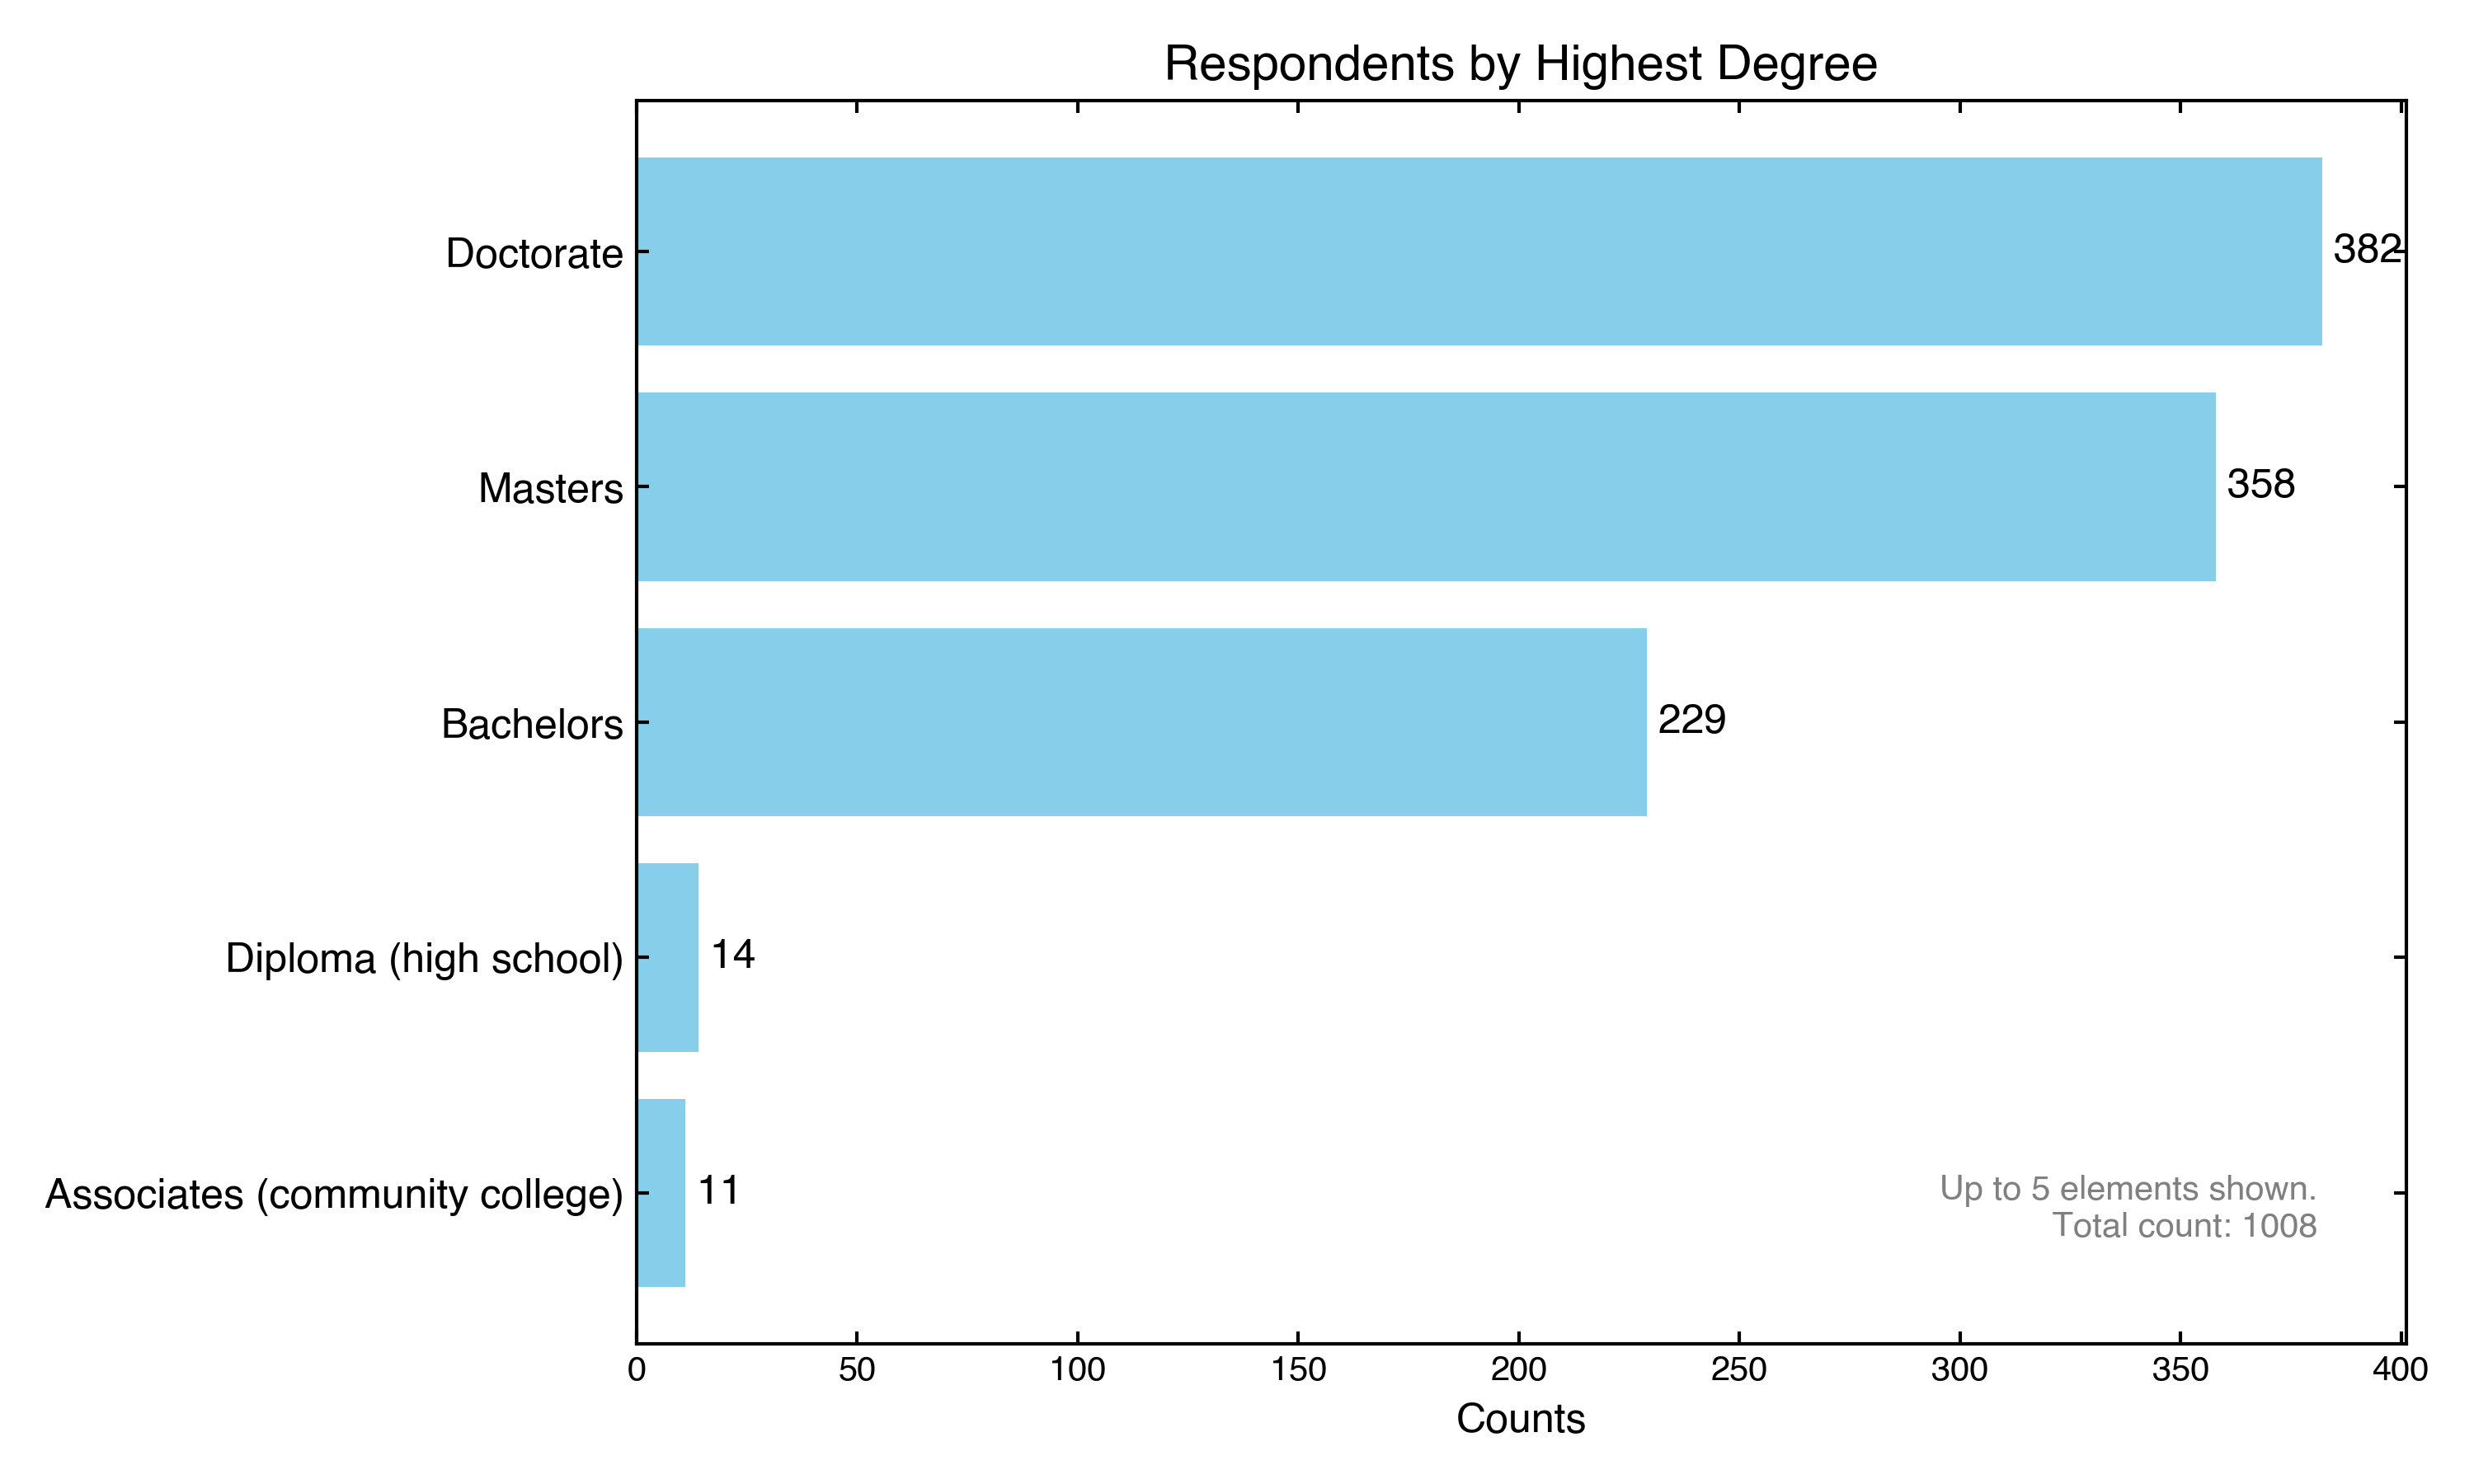 Respondents by Highest Degree
Doctorate
382
Masters
358
Bachelors
229
Diploma (high school)
14
Associates (community college)
11
Up to 5 elements shown.
Total count: 1008
0 50 100 150 200 250 300 350 400
Counts